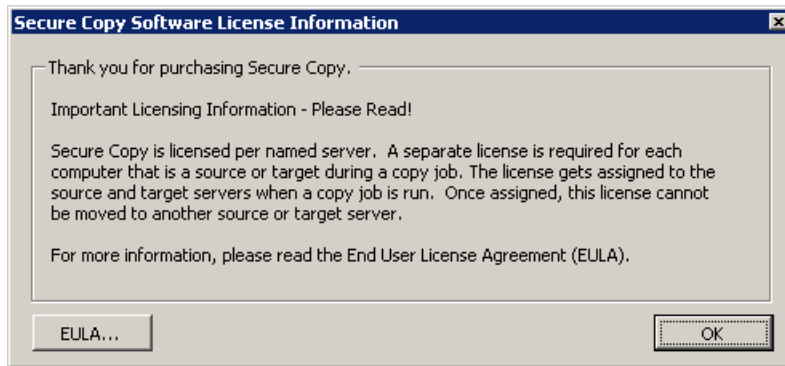 Secure Copy Software License Information
Thank you for purchasing Secure Copy.
Important Licensing Information - Please Read!
Secure Copy is licensed per named server.  A separate license is required for each
computer that is a source or target during a copy job. The license gets assigned to the
source and target servers when a copy job is run.  Once assigned, this license cannot
be moved to another source or target server.
For more information, please read the End User License Agreement (EULA).
EULA...
OK